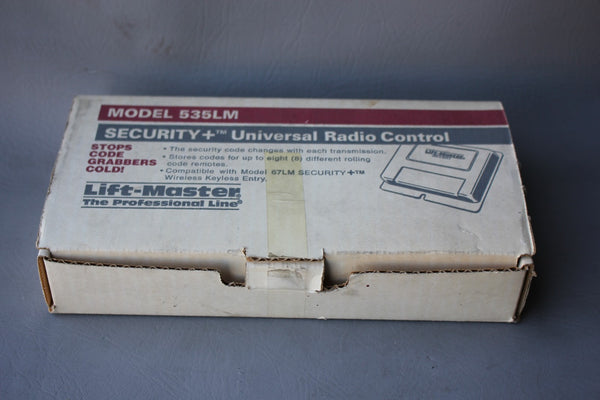 MODEL 535LM
SECURITY+™ Universal Radio Control
STOPS
CODE
GRABBERS
COLD!
• The security code changes with each transmission.
• Stores codes for up to eight (8) different rolling
code remotes.
• Compatible with Model 67LM SECURITY+™
Wireless Keyless Entry.
Lift-Master
The Professional Line®
Lift-Master